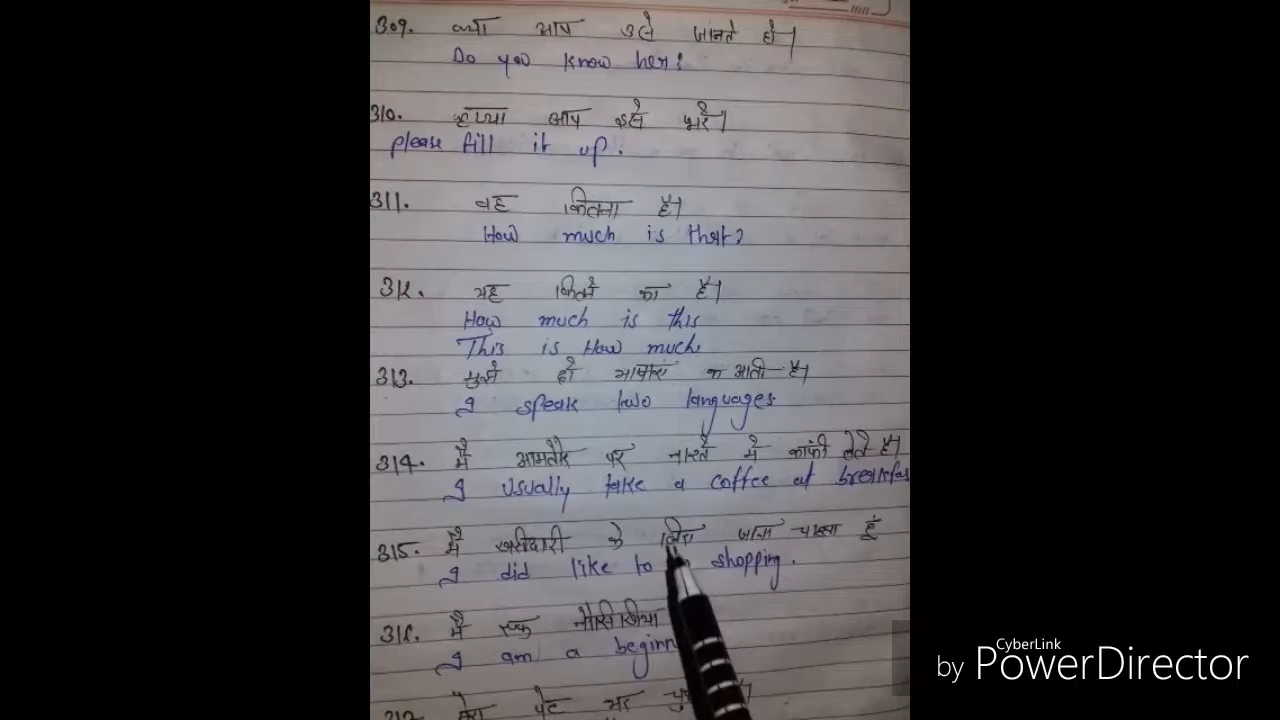 309. क्या आप उसे जानते है।
Do you know her?
310. कृप्या आप इसे भरें।
please fill it up.
311. वह कितना है।
How much is that?
312. यह कितने का है।
How much is this
This is How much
313. मुझे दो भाषाएं आती है।
I speak two languages.
314. मैं आमतौर पर नास्ते में काफी लेते है।
I usually take a coffee at breakfas
315. मैं खरीदारी के लिए जाना चाहता हूं
I did like to shopping.
316. मैं एक नौसिखिया
I am a beginn
मेरा पेट भर
CyberLink
by PowerDirector